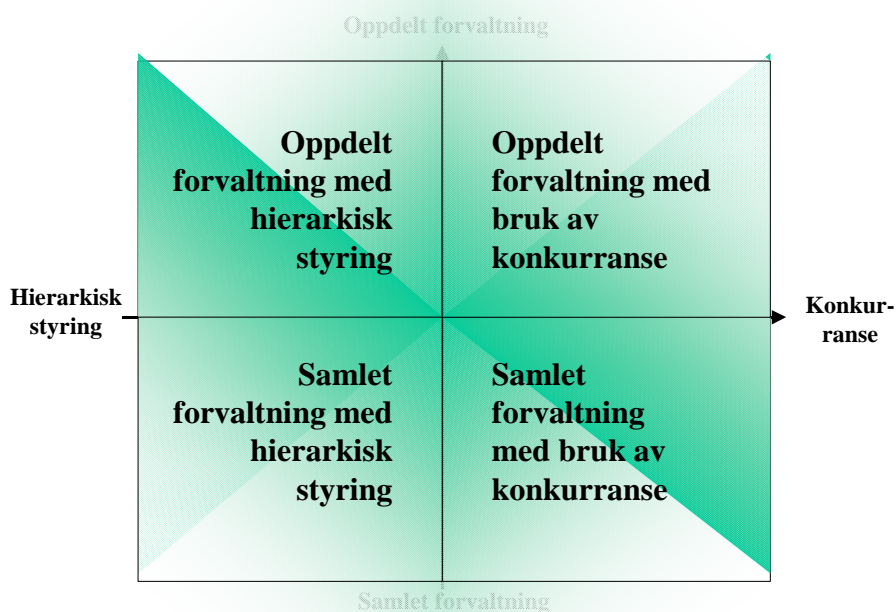 Oppdelt forvaltning
Oppdelt
forvaltning med
hierarkisk
styring
Oppdelt
forvaltning med
bruk av
konkurranse
Hierarkisk
styring
Konkur-
ranse
Samlet
forvaltning med
hierarkisk
styring
Samlet
forvaltning
med bruk av
konkurranse
Samlet forvaltning